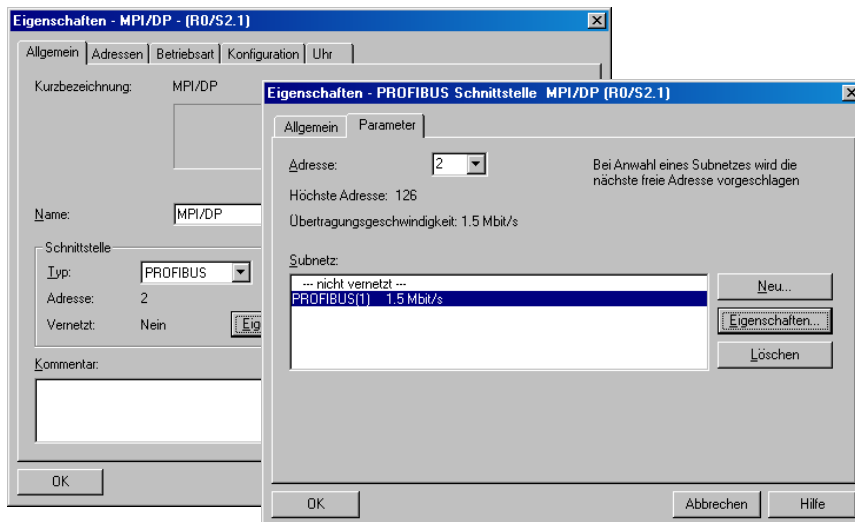 Eigenschaften - MPI/DP - (R0/S2.1)
Allgemein Adressen Betriebsart Konfiguration Uhr
Kurzbezeichnung: MPI/DP
Name: MPI/DP
Schnittstelle
Typ: PROFIBUS
Adresse: 2
Vernetzt: Nein
Eig
Kommentar:
OK
Eigenschaften - PROFIBUS Schnittstelle MPI/DP (R0/S2.1)
Allgemein Parameter
Adresse: 2
Bei Anwahl eines Subnetzes wird die
nächste freie Adresse vorgeschlagen
Höchste Adresse: 126
Übertragungsgeschwindigkeit: 1.5 Mbit/s
Subnetz:
--- nicht vernetzt ---
PROFIBUS(1) 1.5 Mbit/s
Neu...
Eigenschaften...
Löschen
OK Abbrechen Hilfe